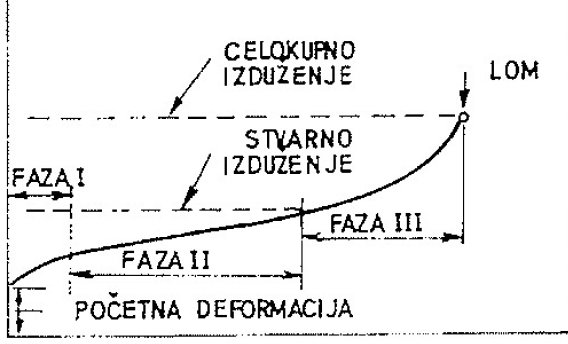 CELOKUPNO
IZDUŽENJE
LOM
STVARNO
IZDUŽENJE
FAZA I
FAZA III
FAZA II
POČETNA DEFORMACIJA